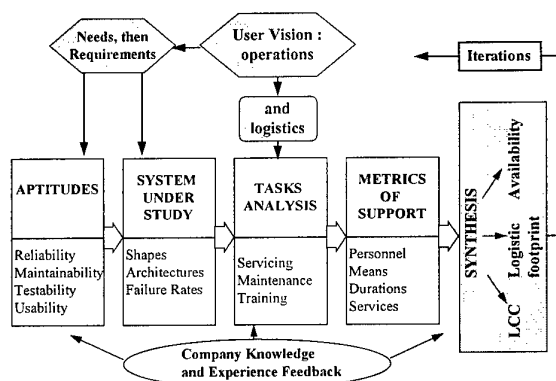 Needs, then
Requirements
User Vision :
operations
Iterations
and
logistics
APTITUDES
Reliability
Maintainability
Testability
Usability
SYSTEM
UNDER
STUDY
Shapes
Architectures
Failure Rates
TASKS
ANALYSIS
Servicing
Maintenance
Training
METRICS
OF
SUPPORT
Personnel
Means
Durations
Services
SYNTHESIS
Availability
Logistic
footprint
LCC
Company Knowledge
and Experience Feedback